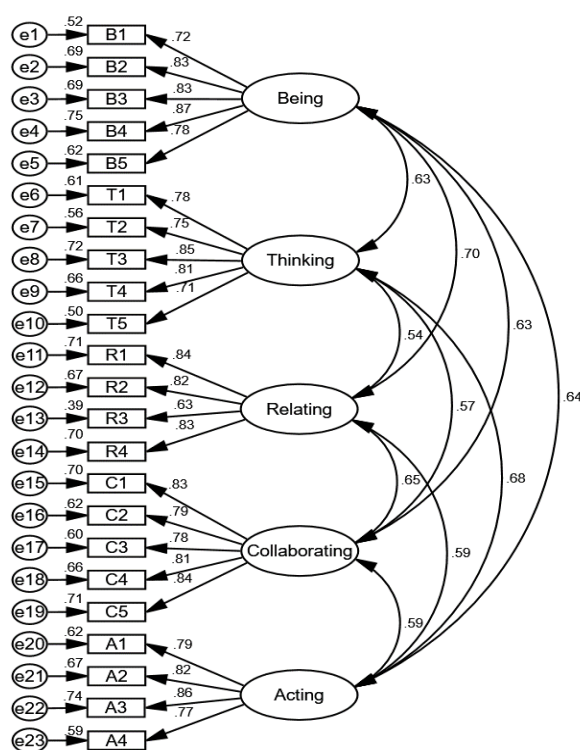 e1 .52 B1 .72
e2 .69 B2 .83
e3 .69 B3 .83 Being
e4 .75 B4 .87
e5 .62 B5 .78
e6 .61 T1 .78 .63
e7 .56 T2 .75 .70
e8 .72 T3 .85 Thinking
e9 .66 T4 .81
e10 .50 T5 .71 .63
e11 .71 R1 .84 .54
e12 .67 R2 .82
e13 .39 R3 .63 Relating .57 .64
e14 .70 R4 .83
e15 .70 C1 .83 .65 .68
e16 .62 C2 .79
e17 .60 C3 .78 Collaborating .59
e18 .66 C4 .81
e19 .71 C5 .84
e20 .62 A1 .79 .59
e21 .67 A2 .82
e22 .74 A3 .86 Acting
e23 .59 A4 .77